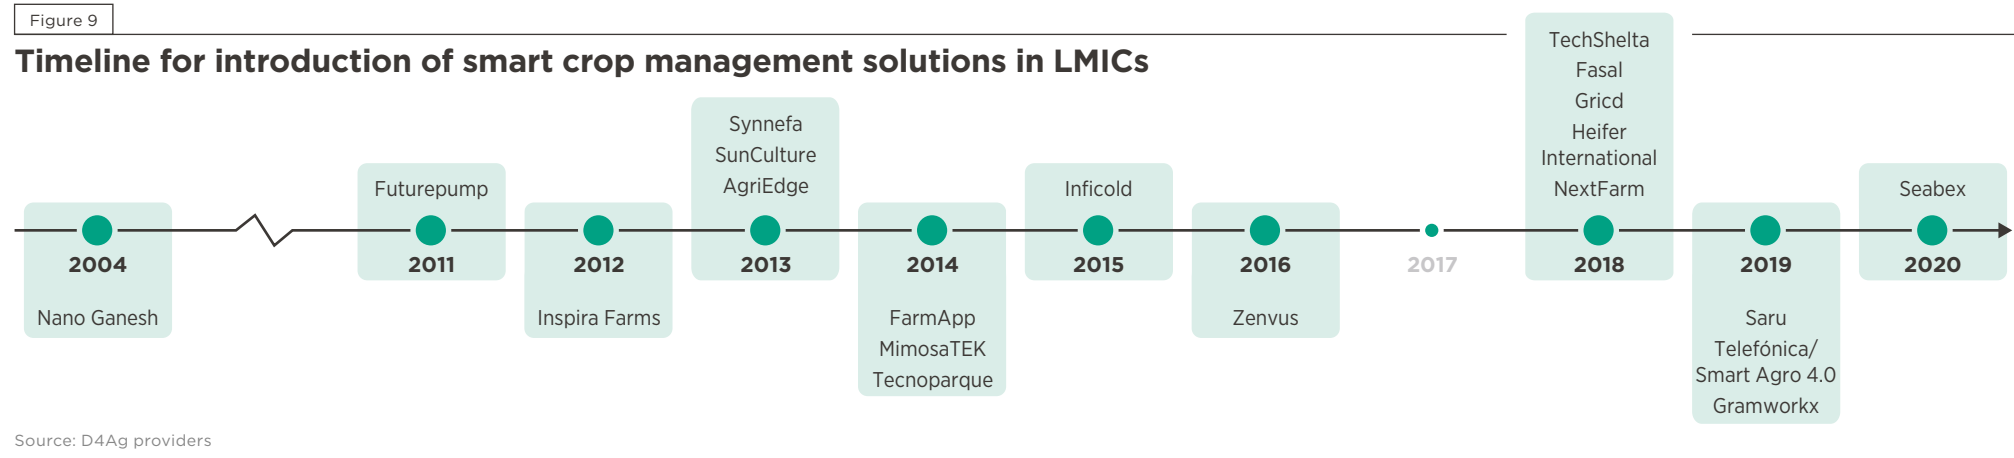 Figure 9
Timeline for introduction of smart crop management solutions in LMICs
2004
Nano Ganesh
Futurepump
2011
2012
Inspira Farms
Synnefa
SunCulture
AgriEdge
2013
2014
FarmApp
MimosaTEK
Tecnoparque
Inficold
2015
2016
Zenvus
2017
TechShelta
Fasal
Gricd
Heifer
International
NextFarm
2018
2019
Saru
Telefónica/
Smart Agro 4.0
Gramworkx
Seabex
2020
Source: D4Ag providers